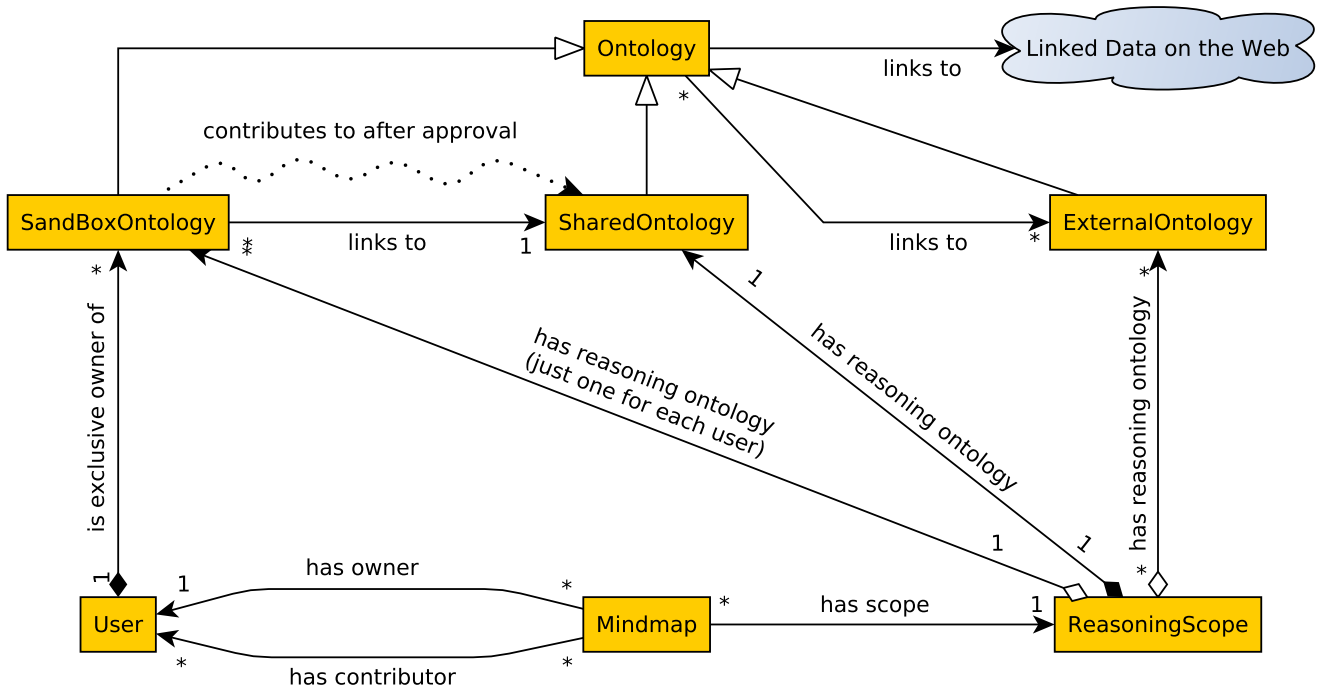 Ontology
Linked Data on the Web
links to
*
contributes to after approval
SandBoxOntology
SharedOntology
ExternalOntology
*
*
links to
1
links to
*
*
1
*
is exclusive owner of
has reasoning ontology
(just one for each user)
has reasoning ontology
has reasoning ontology
1
1
1
*
has owner
1
*
User
Mindmap
*
has scope
1
ReasoningScope
*
has contributor
*